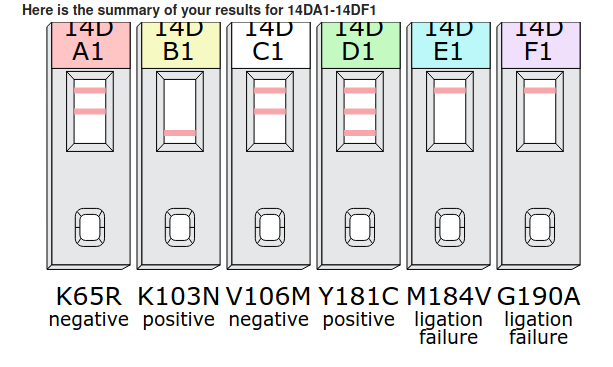 Here is the summary of your results for 14DA1-14DF1
14D 14D 14D 14D 14D 14D
A1 B1 C1 D1 E1 F1
K65R K103N V106M Y181C M184V G190A
negative positive negative positive ligation ligation
failure failure